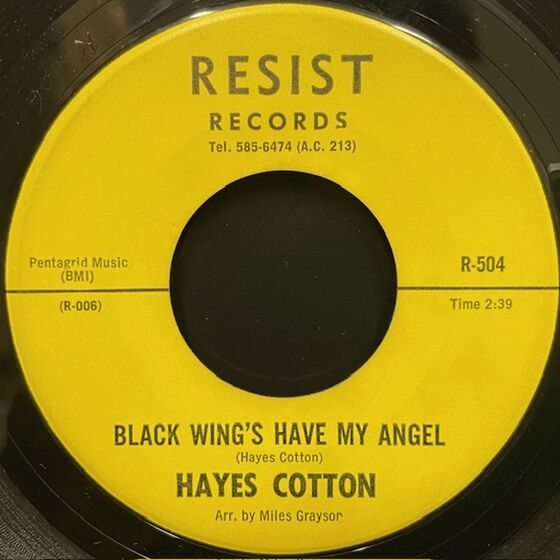 RESIST
RECORDS
Tel. 585-6474 (A.C. 213)
Pentagrid Music
(BMI)
R-504
(R-006)
Time 2:39
BLACK WING'S HAVE MY ANGEL
(Hayes Cotton)
HAYES COTTON
Arr. by Miles Grayson